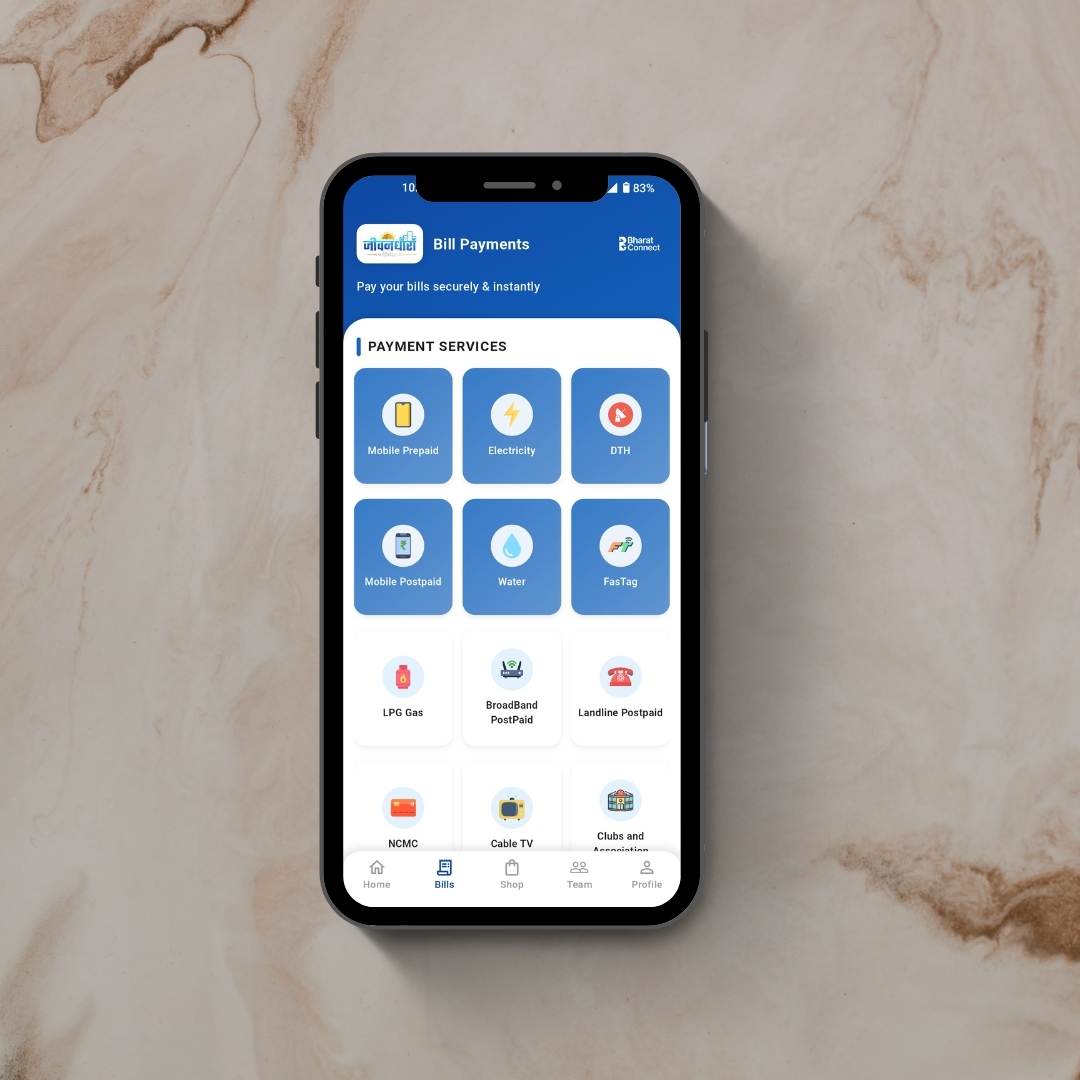 10
83%
जीवनधारा
Bill Payments
Bharat
Connect
Pay your bills securely & instantly
PAYMENT SERVICES
Mobile Prepaid
Electricity
DTH
Mobile Postpaid
Water
FasTag
LPG Gas
BroadBand
PostPaid
Landline Postpaid
NCMC
Cable TV
Clubs and
Association
Home
Bills
Shop
Team
Profile